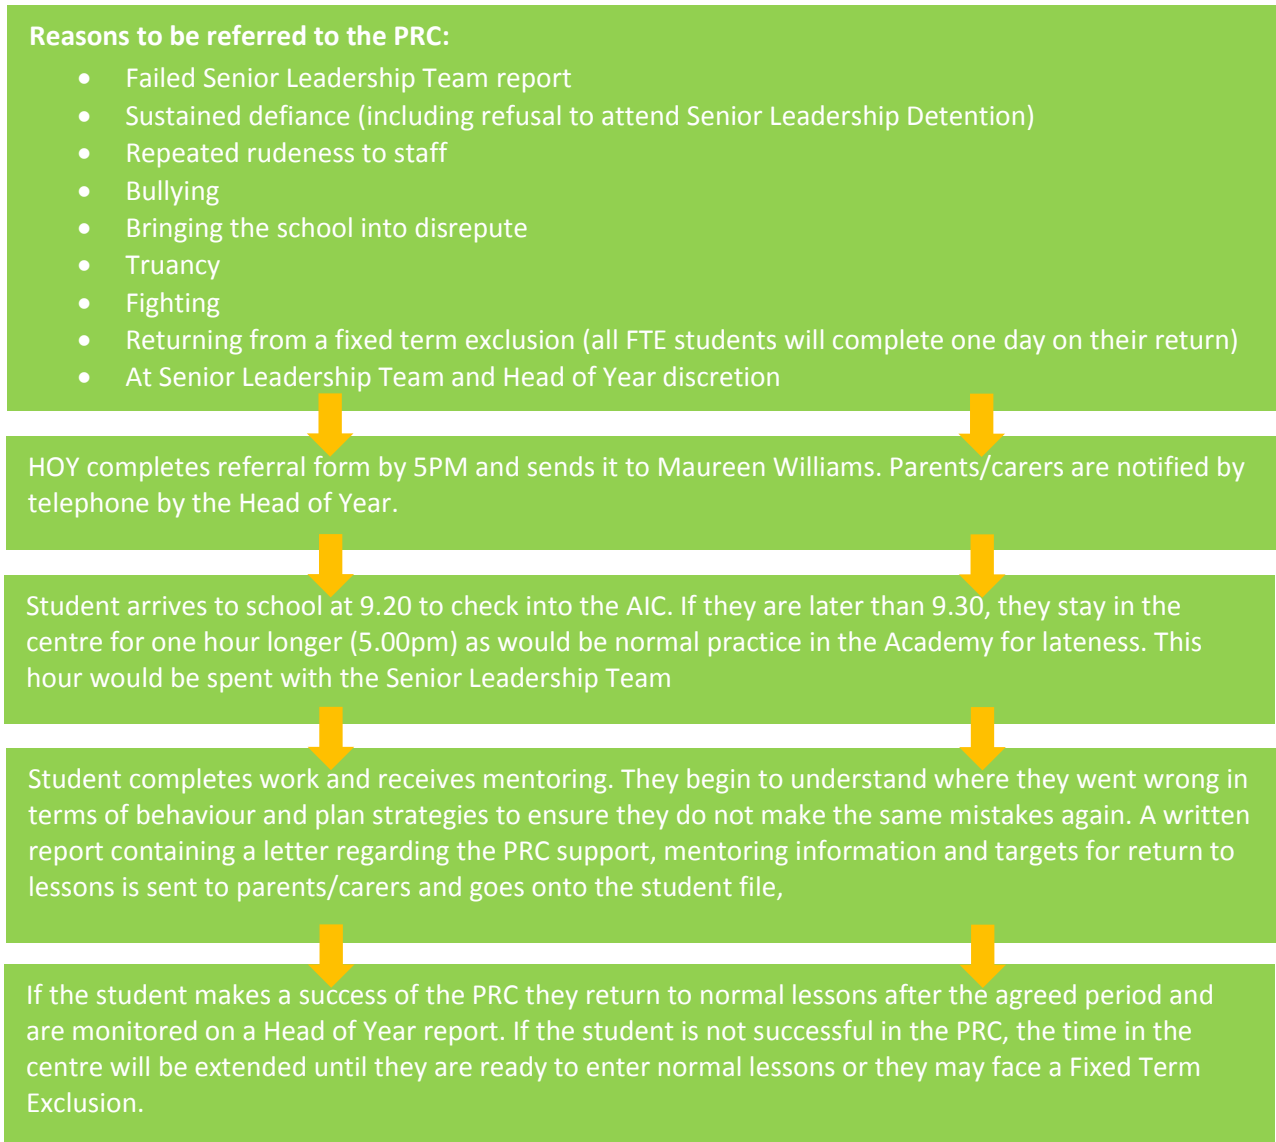 Reasons to be referred to the PRC:
• Failed Senior Leadership Team report
• Sustained defiance (including refusal to attend Senior Leadership Detention)
• Repeated rudeness to staff
• Bullying
• Bringing the school into disrepute
• Truancy
• Fighting
• Returning from a fixed term exclusion (all FTE students will complete one day on their return)
• At Senior Leadership Team and Head of Year discretion
HOY completes referral form by 5PM and sends it to Maureen Williams. Parents/carers are notified by
telephone by the Head of Year.
Student arrives to school at 9.20 to check into the AIC. If they are later than 9.30, they stay in the
centre for one hour longer (5.00pm) as would be normal practice in the Academy for lateness. This
hour would be spent with the Senior Leadership Team
Student completes work and receives mentoring. They begin to understand where they went wrong in
terms of behaviour and plan strategies to ensure they do not make the same mistakes again. A written
report containing a letter regarding the PRC support, mentoring information and targets for return to
lessons is sent to parents/carers and goes onto the student file,
If the student makes a success of the PRC they return to normal lessons after the agreed period and
are monitored on a Head of Year report. If the student is not successful in the PRC, the time in the
centre will be extended until they are ready to enter normal lessons or they may face a Fixed Term
Exclusion.